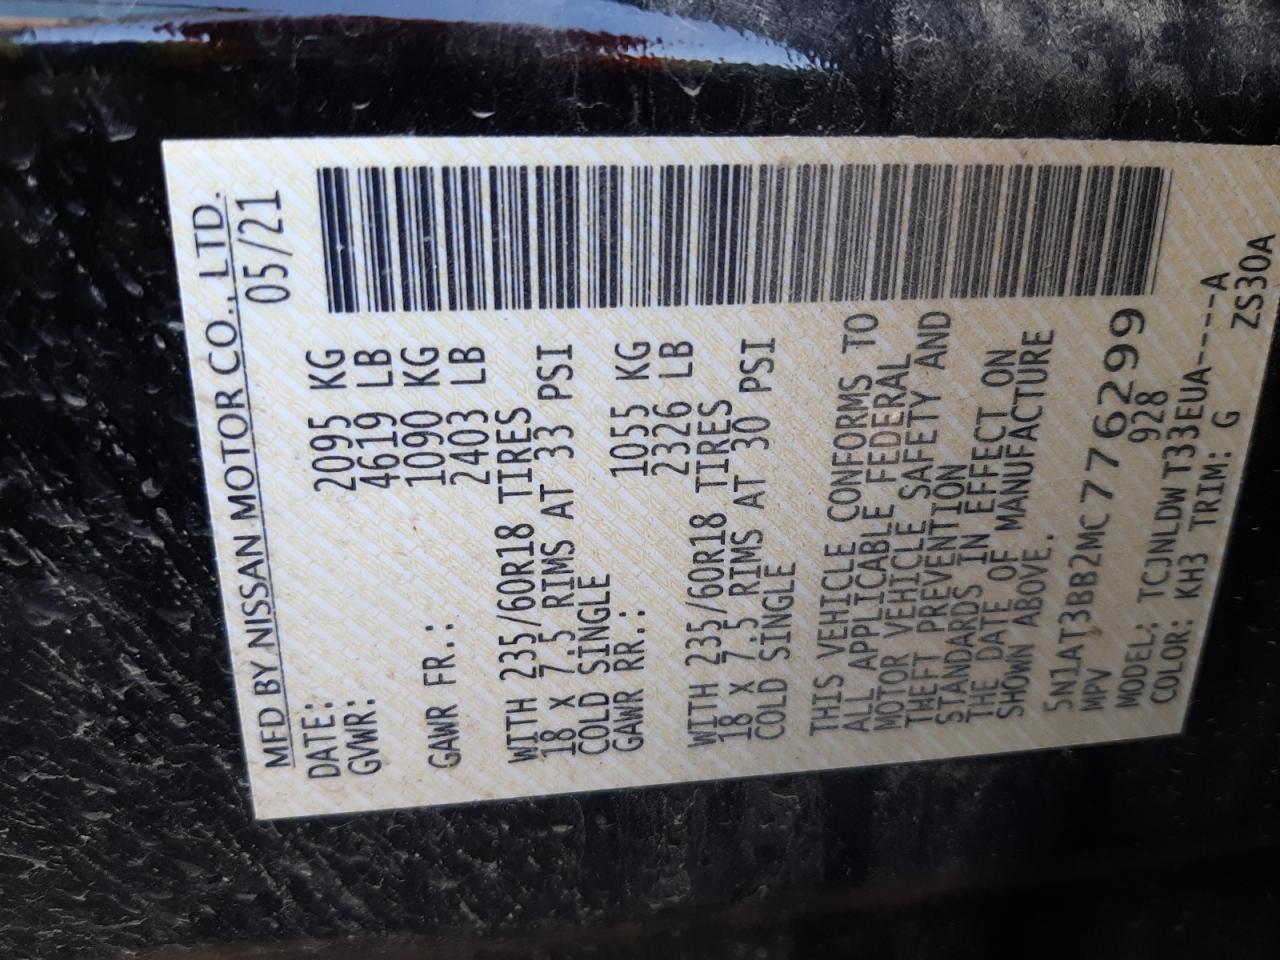 MFD BY NISSAN MOTOR CO., LTD.
DATE: 05/21
GVWR: 2095 KG
4619 LB
GAWR FR.: 1090 KG
2403 LB
WITH 235/60R18 TIRES
18 X 7.5 RIMS AT 33 PSI
COLD SINGLE
GAWR RR.: 1055 KG
2326 LB
WITH 235/60R18 TIRES
18 X 7.5 RIMS AT 30 PSI
COLD SINGLE
THIS VEHICLE CONFORMS TO
ALL APPLICABLE FEDERAL
MOTOR VEHICLE SAFETY AND
THEFT PREVENTION
STANDARDS IN EFFECT ON
THE DATE OF MANUFACTURE
SHOWN ABOVE.
5N1AT3BB2MC776299
MPV 928
MODEL: TCJNLDWT33EUA-----A
COLOR: KH3 TRIM: G ZS30A